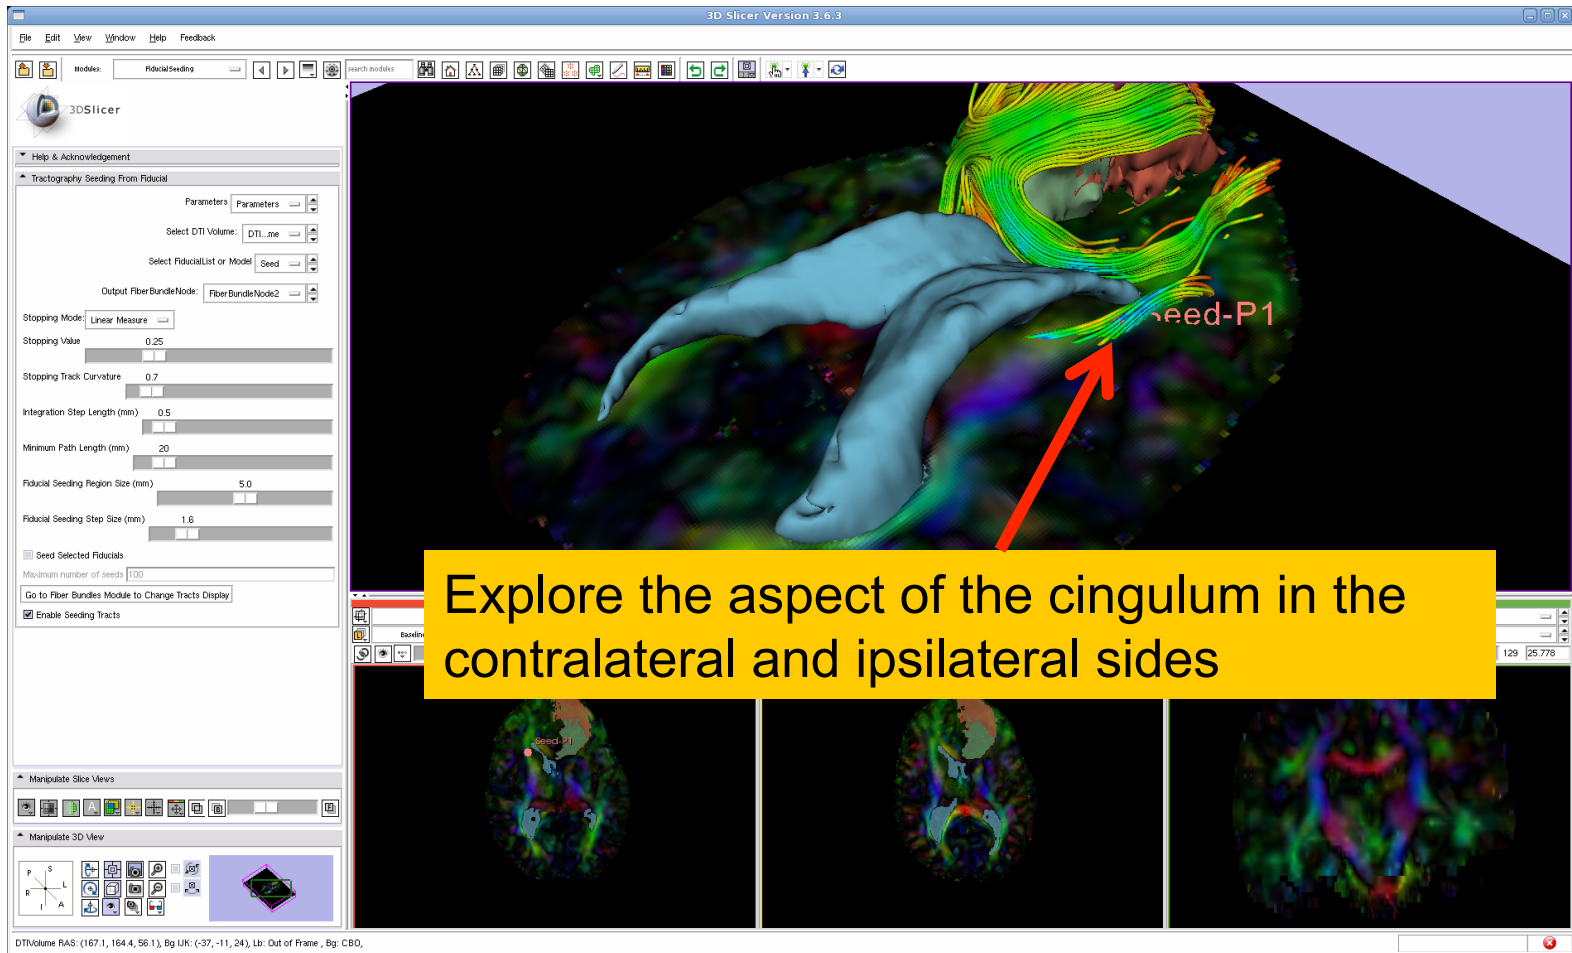 3D Slicer Version 3.6.3
File Edit View Window Help Feedback
Modules: FiducialSeeding search modules
3DSlicer
Help & Acknowledgement
Tractography Seeding From Fiducial
Parameters Parameters
Select DTI Volume: DTI...me
Select FiducialList or Model Seed
Output FiberBundleNode: FiberBundleNode2
Stopping Mode: Linear Measure
Stopping Value 0.25
Stopping Track Curvature 0.7
Integration Step Length (mm) 0.5
Minimum Path Length (mm) 20
Fiducial Seeding Region Size (mm) 5.0
Fiducial Seeding Step Size (mm) 1.6
Seed Selected Fiducials
Maximum number of seeds 100
Go to Fiber Bundles Module to Change Tracts Display
Enable Seeding Tracts
Seed-P1
Explore the aspect of the cingulum in the
contralateral and ipsilateral sides
Baseline
129 25.778
Seed-P1
Manipulate Slice Views
Manipulate 3D View
P S
R L
I A
DTIVolume RAS: (167.1, 164.4, 56.1), Bg IJK: (-37, -11, 24), Lb: Out of Frame , Bg: CBO,